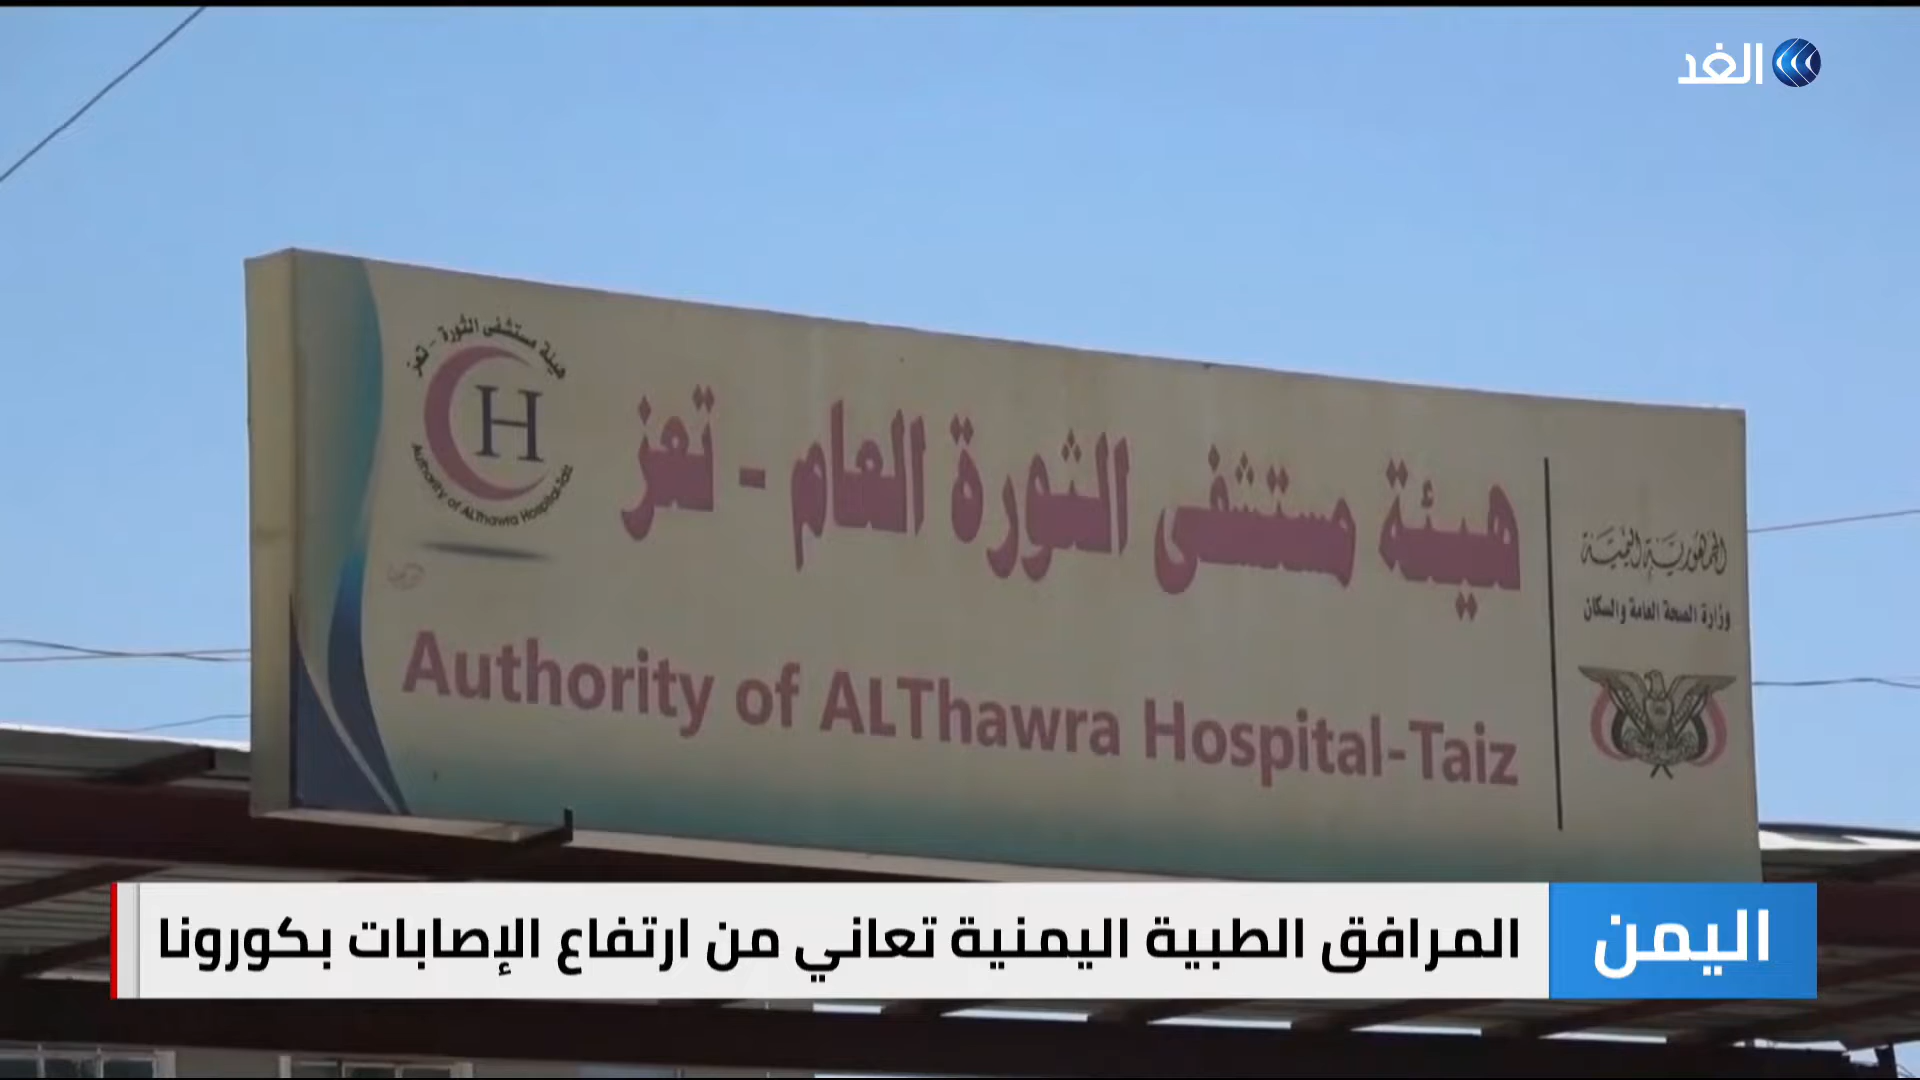 الغد
هيئة مستشفى الثورة - تعز
H
Authority of ALThawra Hospital-Taiz
هيئة مستشفى الثورة العام - تعز
Authority of ALThawra Hospital-Taiz
الجمهورية اليمنية
وزارة الصحة العامة والسكان
اليمن
المرافق الطبية اليمنية تعاني من ارتفاع الإصابات بكورونا